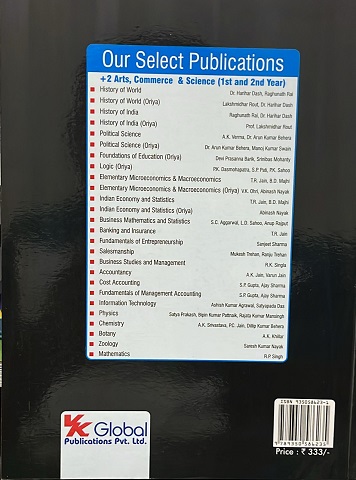 Our Select Publications
+2 Arts, Commerce & Science (1st and 2nd Year)
History of World Dr. Harihar Dash, Raghunath Rai
History of World (Oriya) Lakshmidhar Rout, Dr. Harihar Dash
History of India Raghunath Rai, Dr. Harihar Dash
History of India (Oriya) Prof. Lakshmidhar Rout
Political Science A.K. Verma, Dr. Arun Kumar Behera
Political Science (Oriya) Dr. Arun Kumar Behera, Manoj Kumar Swain
Foundations of Education (Oriya) Devi Prasanna Barik, Srinibas Mohanty
Logic (Oriya) P.K. Dasmohapatra, S.P. Pati, P.K. Sahoo
Elementary Microeconomics & Macroeconomics T.R. Jain, B.D. Majhi
Elementary Microeconomics & Macroeconomics (Oriya) V.K. Ohri, Abinash Nayak
Indian Economy and Statistics T.R. Jain, B.D. Majhi
Indian Economy and Statistics (Oriya) Abinash Nayak
Business Mathematics and Statistics S.C. Aggarwal, L.D. Sahoo, Anup Rajput
Banking and Insurance T.R. Jain
Fundamentals of Entrepreneurship Sanjeet Sharma
Salesmanship Mukesh Trehan, Ranju Trehan
Business Studies and Management R.K. Singla
Accountancy A.K. Jain, Varun Jain
Cost Accounting S.P. Gupta, Ajay Sharma
Fundamentals of Management Accounting S.P. Gupta, Ajay Sharma
Information Technology Ashish Kumar Agrawal, Satyapada Das
Physics Satya Prakash, Bipin Kumar Pattnaik, Rajata Kumar Mansingh
Chemistry A.K. Srivastava, P.C. Jain, Dillip Kumar Behera
Botany A.K. Khillar
Zoology Suresh Kumar Nayak
Mathematics R.P. Singh
ISBN 935058623-1
9789350586235
Price : ₹ 333/-
VK Global
Publications Pvt. Ltd.